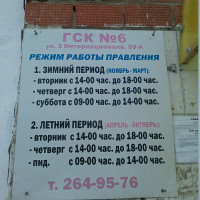 ГСК №6
ул. 3 Интернационала, 59-А
РЕЖИМ РАБОТЫ ПРАВЛЕНИЯ
1. ЗИМНИЙ ПЕРИОД (НОЯБРЬ - МАРТ):
- вторник с 14-00 час. до 18-00 час.
- четверг с 14-00 час. до 18-00 час.
- суббота с 09-00 час. до 14-00 час.
2. ЛЕТНИЙ ПЕРИОД (АПРЕЛЬ - ОКТЯБРЬ):
- вторник с 14-00 час. до 18-00 час.
- четверг с 14-00 час. до 18-00 час.
- пнд. с 09-00 час. до 14-00 час.
т. 264-95-76